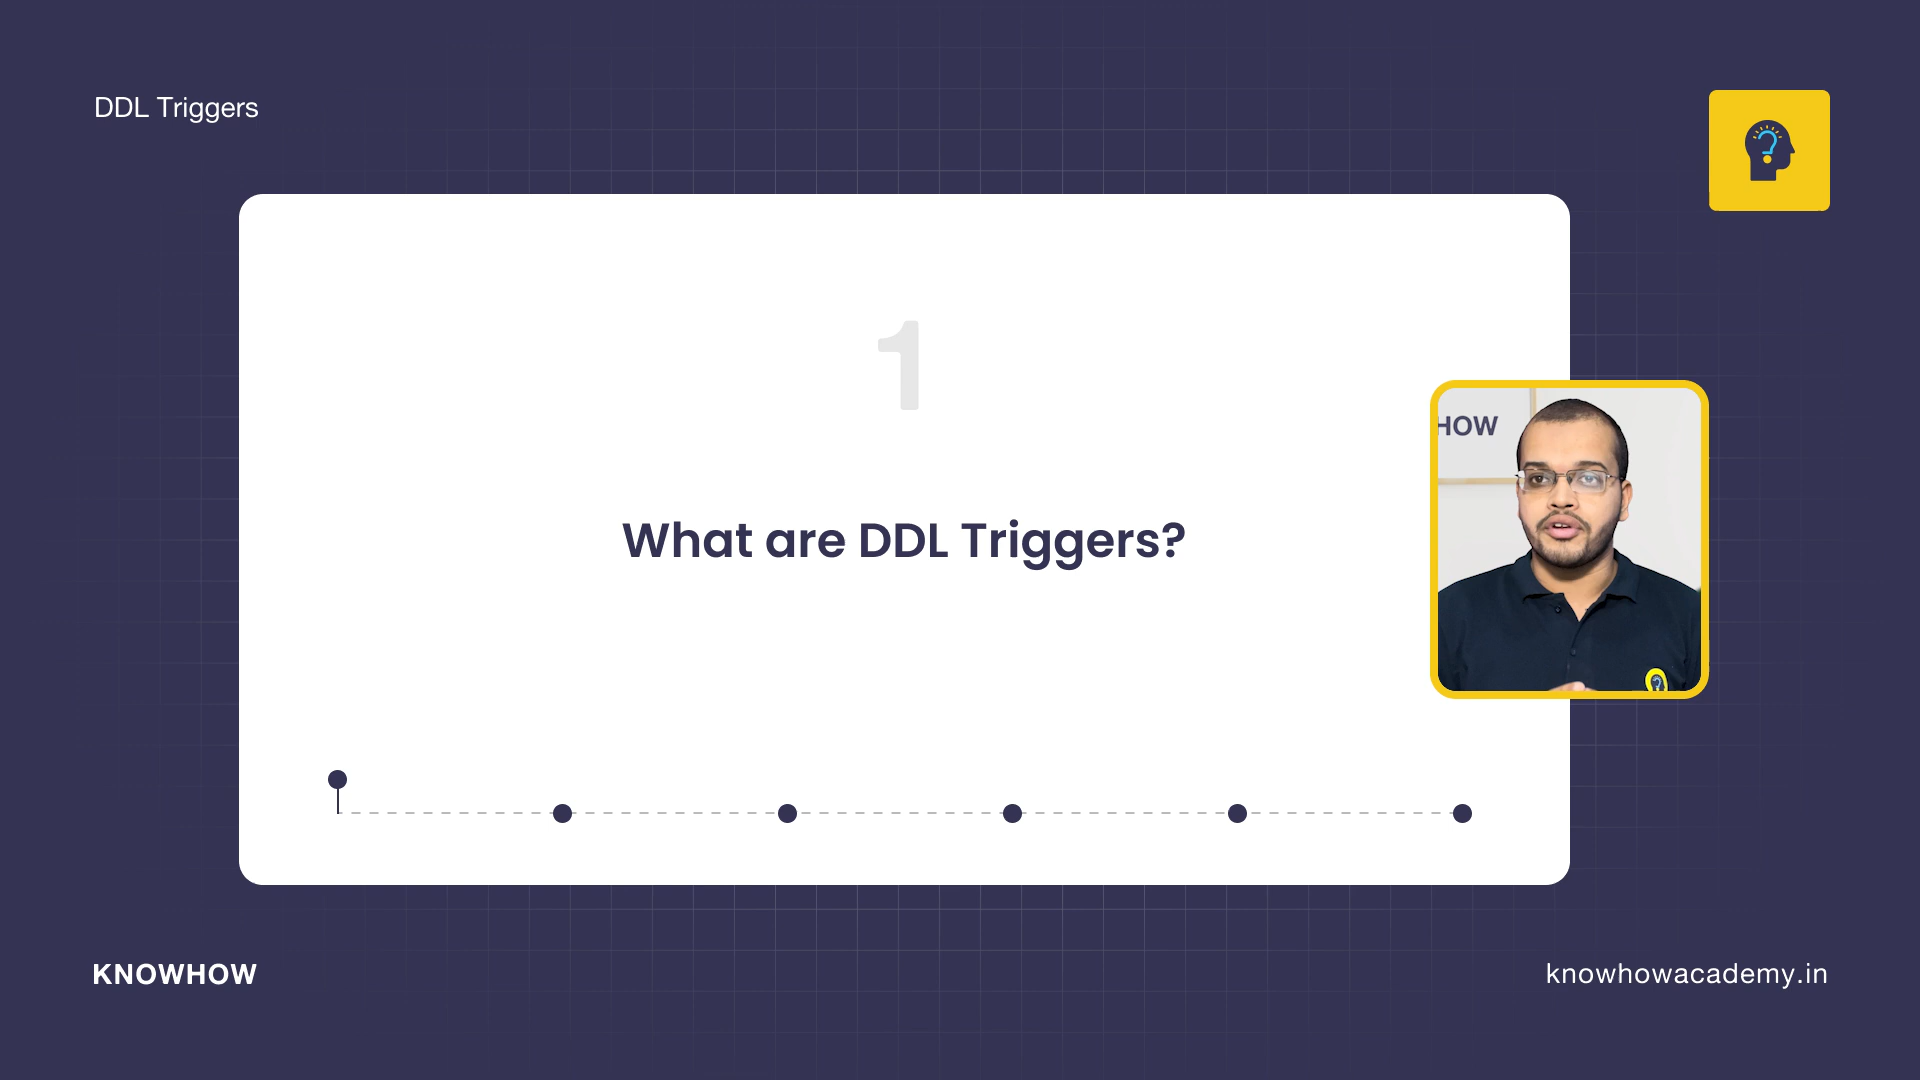 DDL Triggers
1
What are DDL Triggers?
HOW
KNOWHOW
knowhowacademy.in